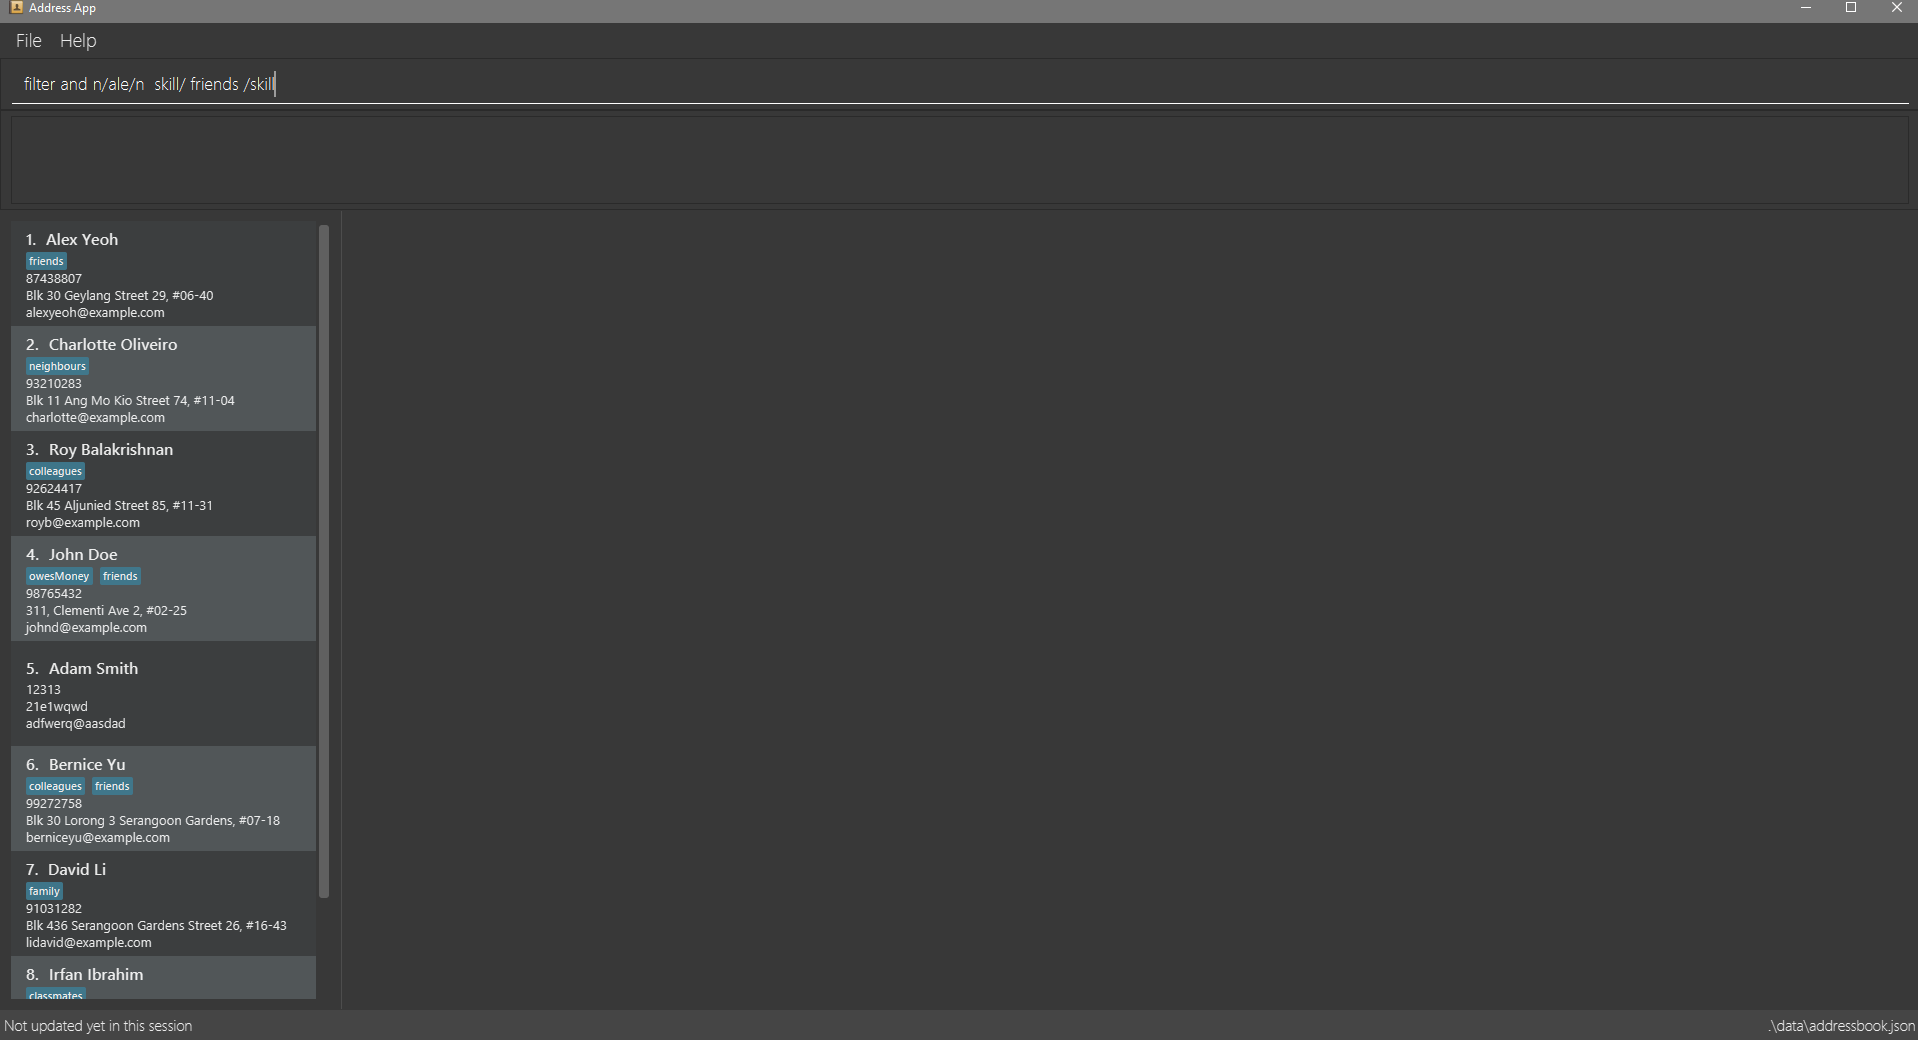 Address App
File Help
filter and n/ale/n  skill/ friends /skill
1. Alex Yeoh
friends
87438807
Blk 30 Geylang Street 29, #06-40
alexyeoh@example.com
2. Charlotte Oliveiro
neighbours
93210283
Blk 11 Ang Mo Kio Street 74, #11-04
charlotte@example.com
3. Roy Balakrishnan
colleagues
92624417
Blk 45 Aljunied Street 85, #11-31
royb@example.com
4. John Doe
owesMoney friends
98765432
311, Clementi Ave 2, #02-25
johnd@example.com
5. Adam Smith
12313
21e1wqwd
adfwerq@aasdad
6. Bernice Yu
colleagues friends
99272758
Blk 30 Lorong 3 Serangoon Gardens, #07-18
berniceyu@example.com
7. David Li
family
91031282
Blk 436 Serangoon Gardens Street 26, #16-43
lidavid@example.com
8. Irfan Ibrahim
classmates
Not updated yet in this session
.\data\addressbook.json